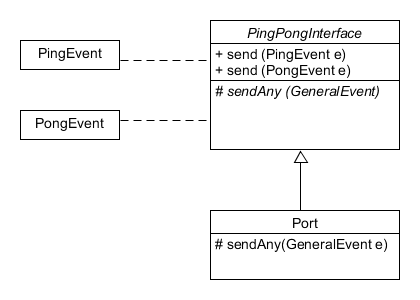 PingPongInterface
+ send (PingEvent e)
+ send (PongEvent e)
# sendAny (GeneralEvent)
PingEvent
PongEvent
Port
# sendAny(GeneralEvent e)